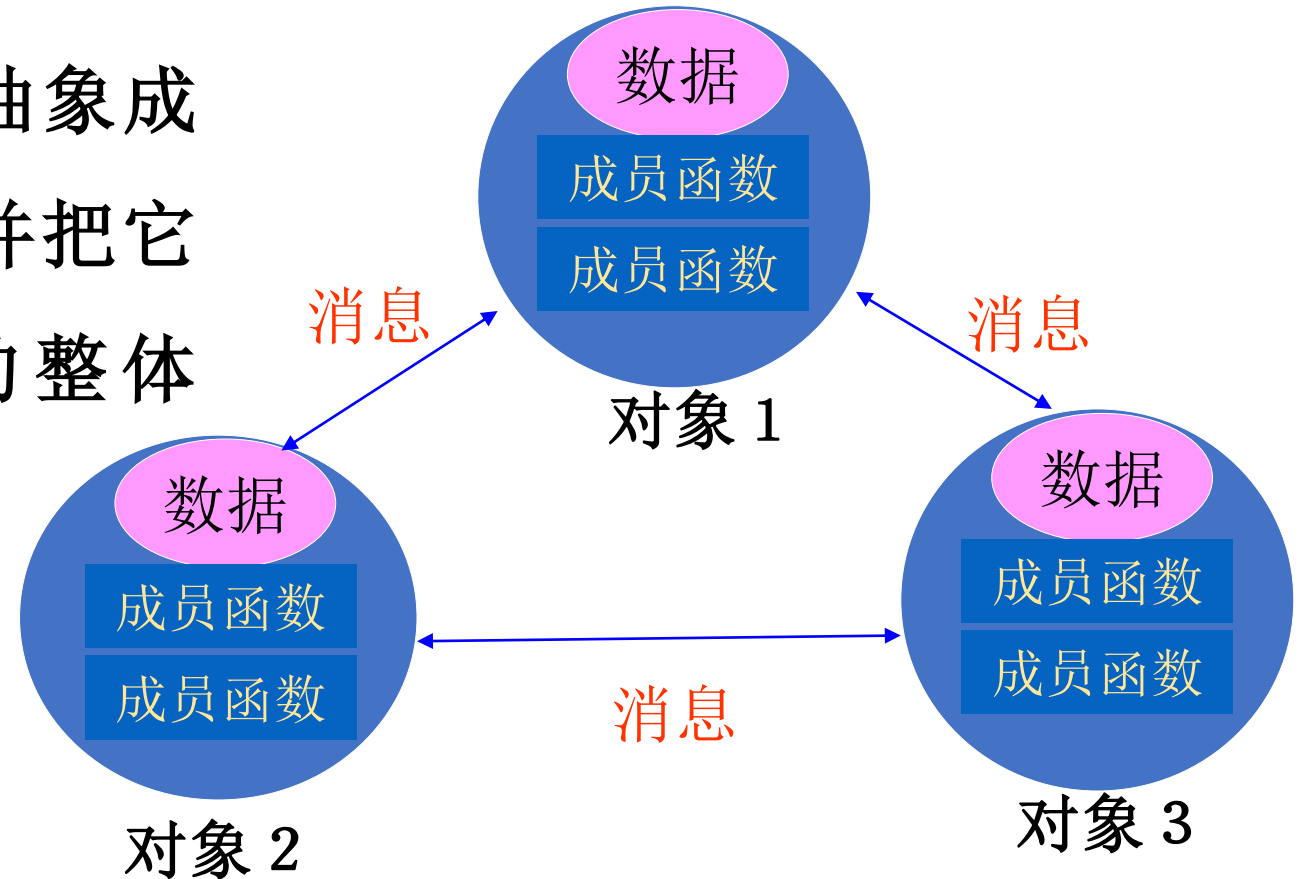 抽象成
并把它
的整体
数据
成员函数
成员函数
对象1
消息
消息
数据
成员函数
成员函数
对象2
数据
成员函数
成员函数
对象3
消息